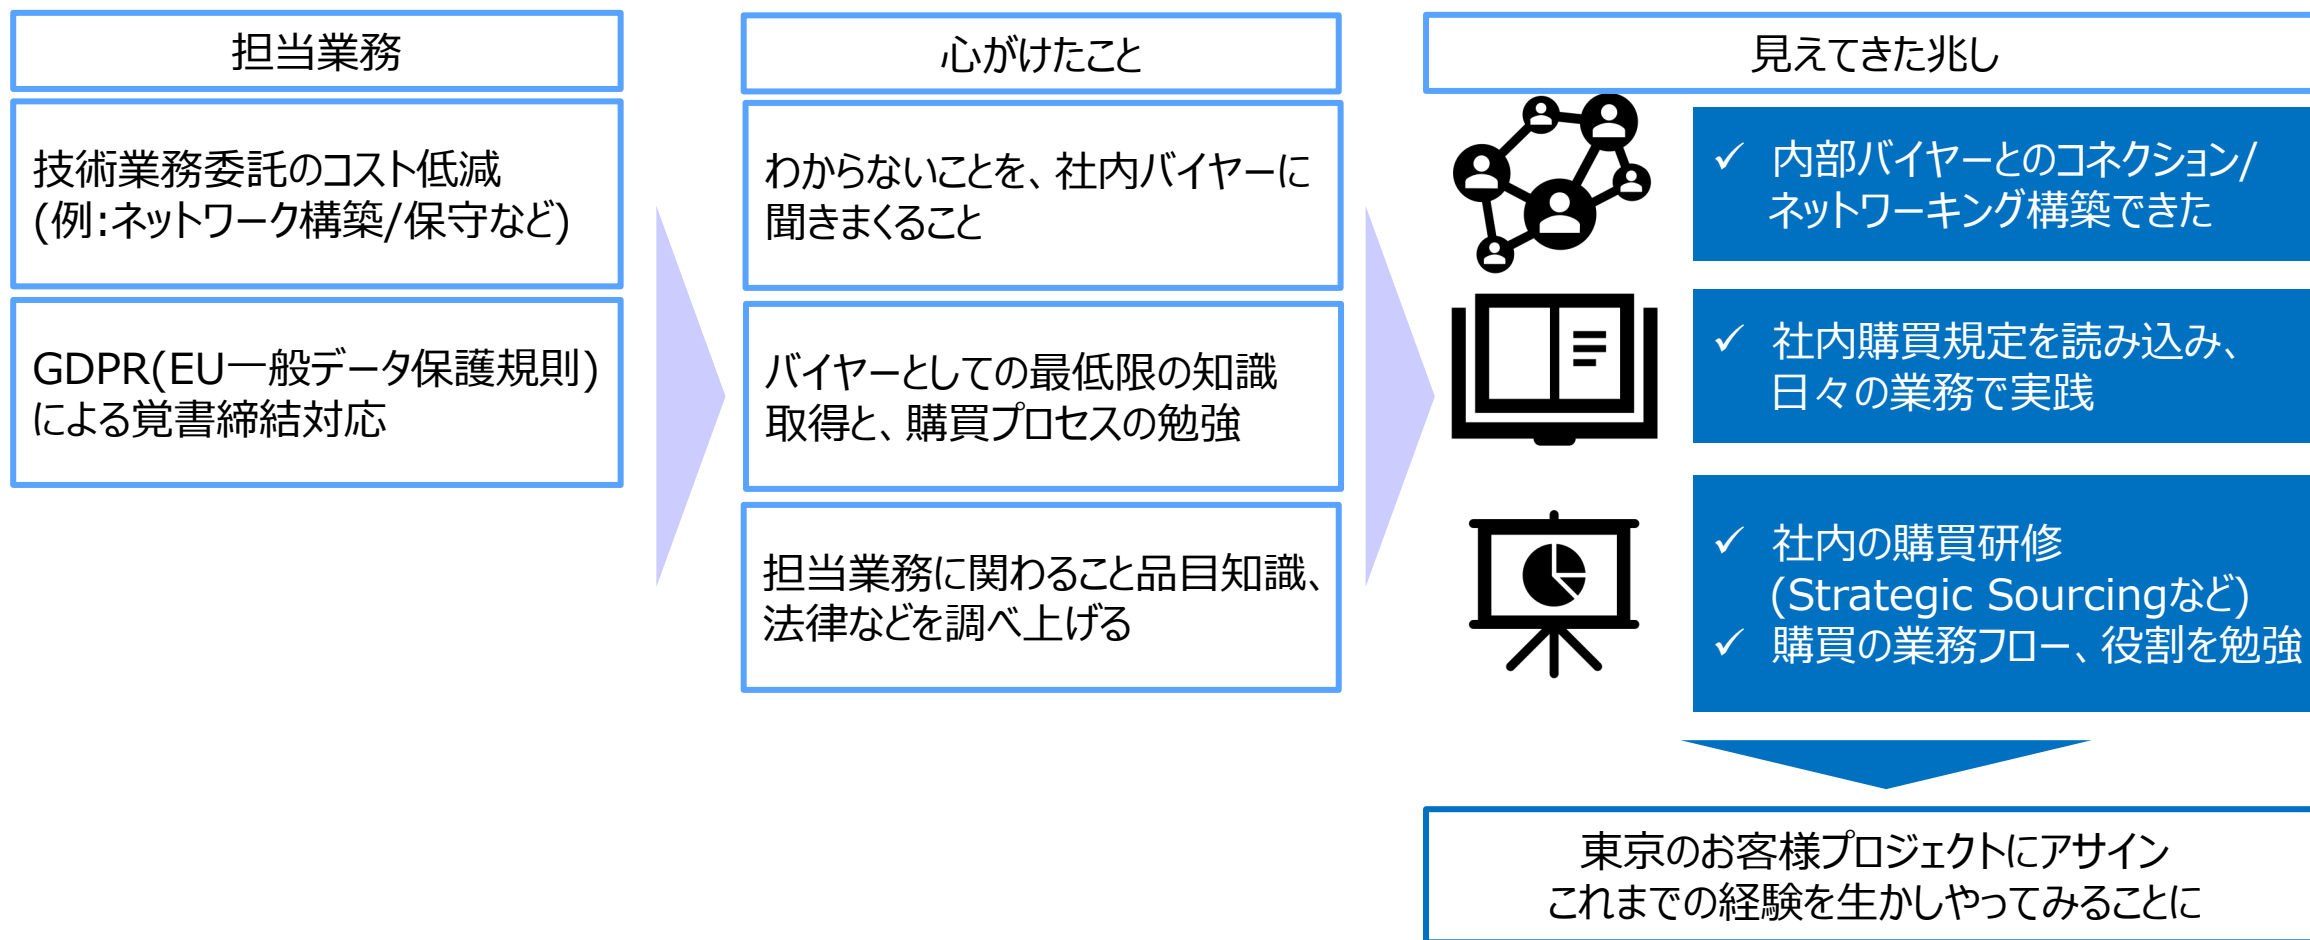 担当業務
技術業務委託のコスト低減
(例:ネットワーク構築/保守など)
GDPR(EU一般データ保護規則)
による覚書締結対応
心がけたこと
わからないことを、社内バイヤーに
聞きまくること
バイヤーとしての最低限の知識
取得と、購買プロセスの勉強
担当業務に関わること品目知識、
法律などを調べ上げる
見えてきた兆し
✓ 内部バイヤーとのコネクション/
ネットワーキング構築できた
✓ 社内購買規定を読み込み、
日々の業務で実践
✓ 社内の購買研修
(Strategic Sourcingなど)
✓ 購買の業務フロー、役割を勉強
東京のお客様プロジェクトにアサイン
これまでの経験を生かしやってみることに